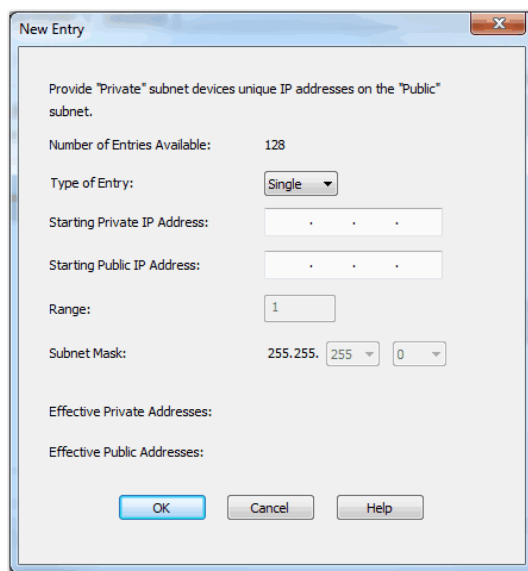 New Entry
Provide "Private" subnet devices unique IP addresses on the "Public"
subnet.
Number of Entries Available: 128
Type of Entry: Single
Starting Private IP Address: . . .
Starting Public IP Address: . . .
Range: 1
Subnet Mask: 255.255. 255 0
Effective Private Addresses:
Effective Public Addresses:
OK Cancel Help